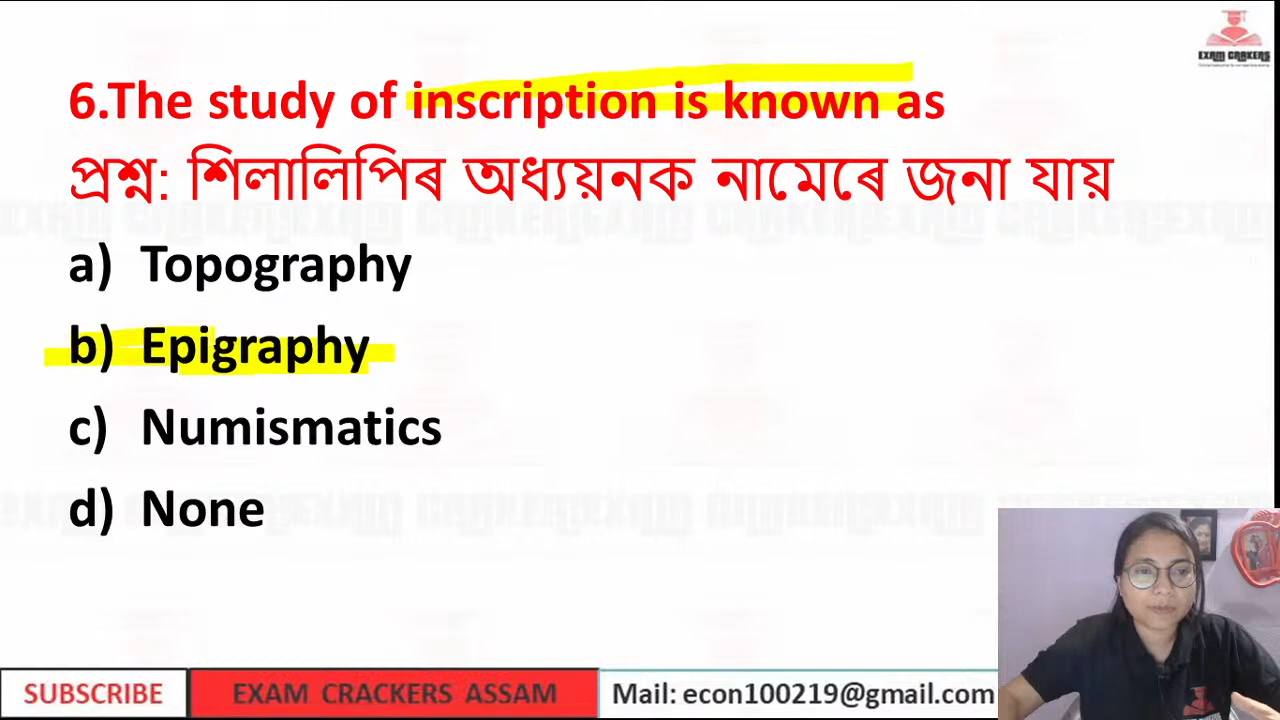 EXAM CRAKERS
6.The study of inscription is known as
প্ৰশ্ন: শিলালিপিৰ অধ্যয়নক নামেৰে জনা যায়
a) Topography
b) Epigraphy
c) Numismatics
d) None
SUBSCRIBE
EXAM CRACKERS ASSAM
Mail: econ100219@gmail.com